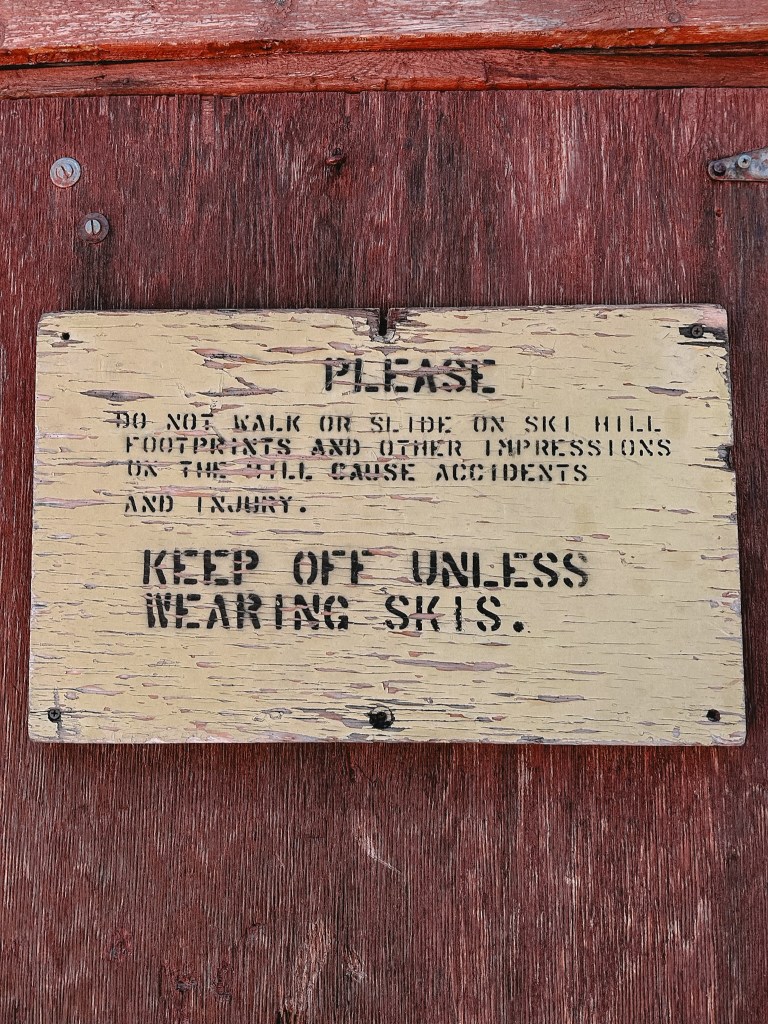 PLEASE
DO NOT WALK OR SLIDE ON SKI HILL
FOOTPRINTS AND OTHER IMPRESSIONS
ON THE HILL CAUSE ACCIDENTS
AND INJURY.
KEEP OFF UNLESS
WEARING SKIS.